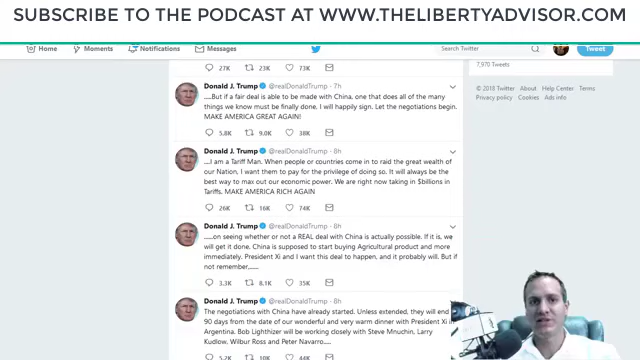 SUBSCRIBE TO THE PODCAST AT WWW.THELIBERTYADVISOR.COM
Home Moments Notifications Messages Search Twitter Tweet
27K 23K 73K
7,970 Tweets
© 2018 Twitter About Help Center Terms
Privacy policy Cookies Ads info
Donald J. Trump @realDonaldTrump · 7h
.....But if a fair deal is able to be made with China, one that does all of the many
things we know must be finally done, I will happily sign. Let the negotiations begin.
MAKE AMERICA GREAT AGAIN!
5.8K 9.0K 38K
Donald J. Trump @realDonaldTrump · 8h
....I am a Tariff Man. When people or countries come in to raid the great wealth of
our Nation, I want them to pay for the privilege of doing so. It will always be the
best way to max out our economic power. We are right now taking in $billions in
Tariffs. MAKE AMERICA RICH AGAIN
26K 16K 74K
Donald J. Trump @realDonaldTrump · 8h
......on seeing whether or not a REAL deal with China is actually possible. If it is, we
will get it done. China is supposed to start buying Agricultural product and more
immediately. President Xi and I want this deal to happen, and it probably will. But if
not remember,......
3.3K 8.1K 35K
Donald J. Trump @realDonaldTrump · 8h
The negotiations with China have already started. Unless extended, they will end
90 days from the date of our wonderful and very warm dinner with President Xi in
Argentina. Bob Lighthizer will be working closely with Steve Mnuchin, Larry
Kudlow, Wilbur Ross and Peter Navarro.....
5.2K 10K 44K